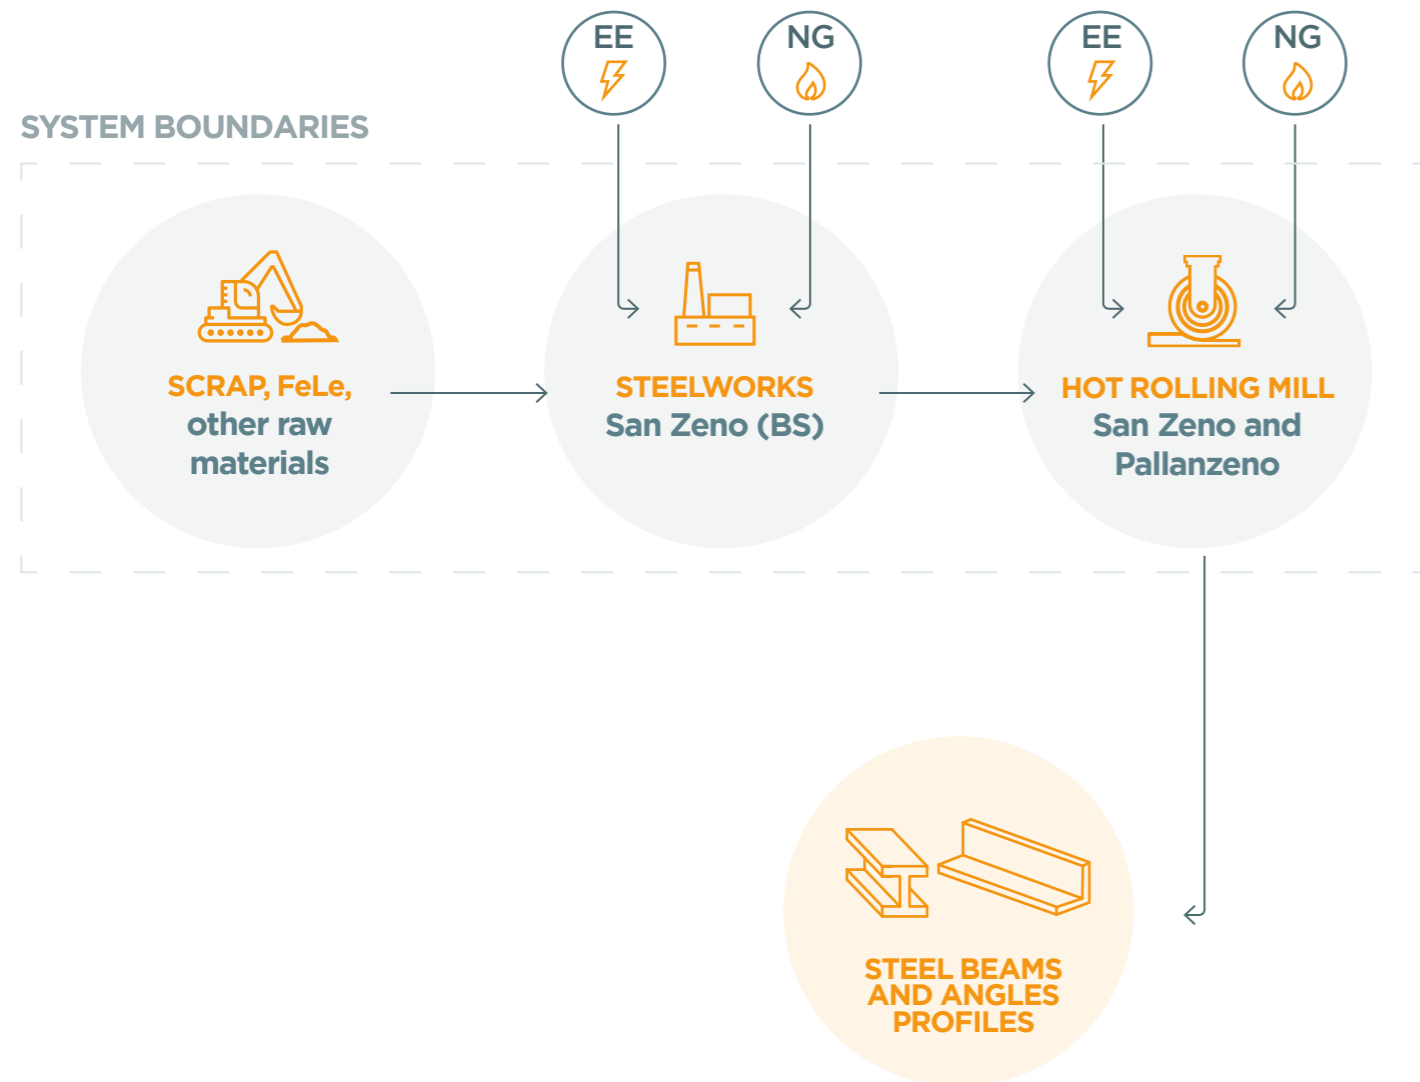 EE
NG
EE
NG
SYSTEM BOUNDARIES
SCRAP, FeLe,
other raw
materials
STEELWORKS
San Zeno (BS)
HOT ROLLING MILL
San Zeno and
Pallanzeno
STEEL BEAMS
AND ANGLES
PROFILES